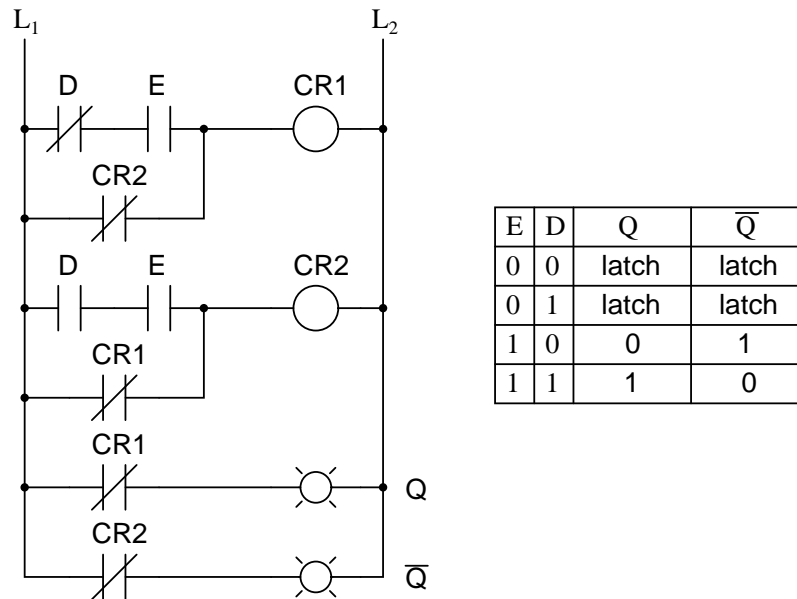 L₁ L₂
D E CR1
CR2
D E CR2
CR1
CR1
Q
CR2
Q̅
E D Q Q̅
0 0 latch latch
0 1 latch latch
1 0 0 1
1 1 1 0